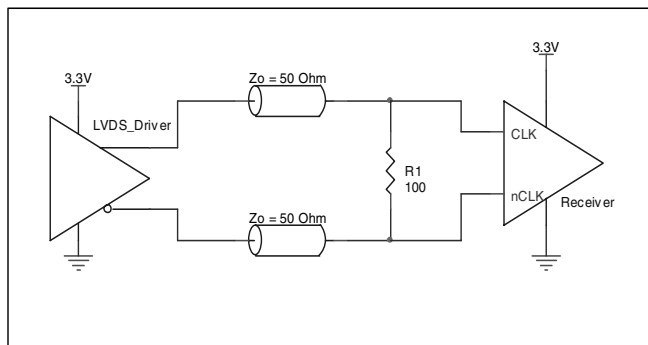 3.3V
LVDS_Driver
Zo = 50 Ohm
Zo = 50 Ohm
R1
100
3.3V
CLK
nCLK
Receiver